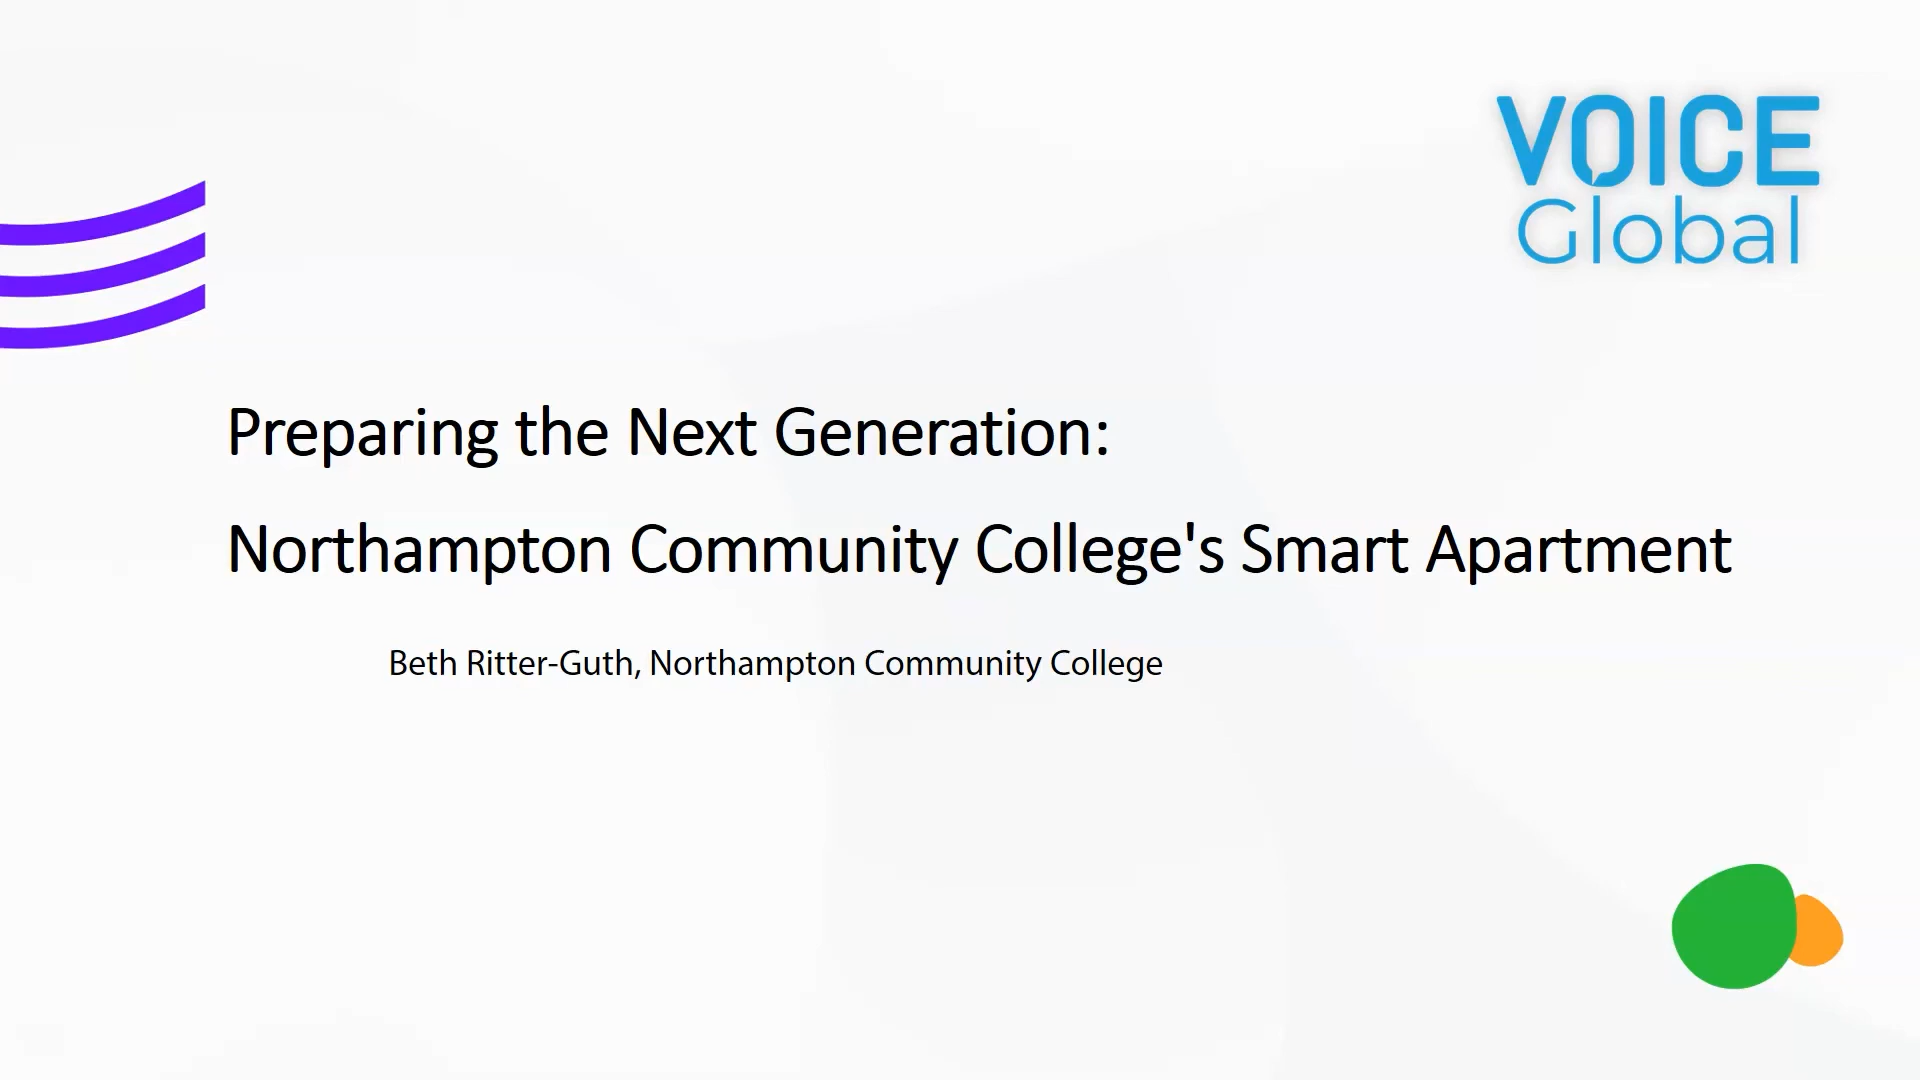 VOICE
Global
Preparing the Next Generation:
Northampton Community College's Smart Apartment
Beth Ritter-Guth, Northampton Community College